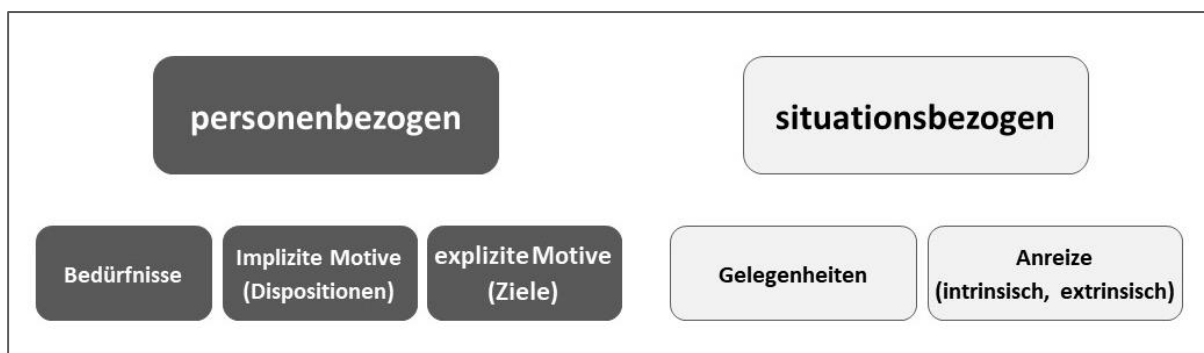 personenbezogen
situationsbezogen
Bedürfnisse
Implizite Motive
(Dispositionen)
explizite Motive
(Ziele)
Gelegenheiten
Anreize
(intrinsisch, extrinsisch)